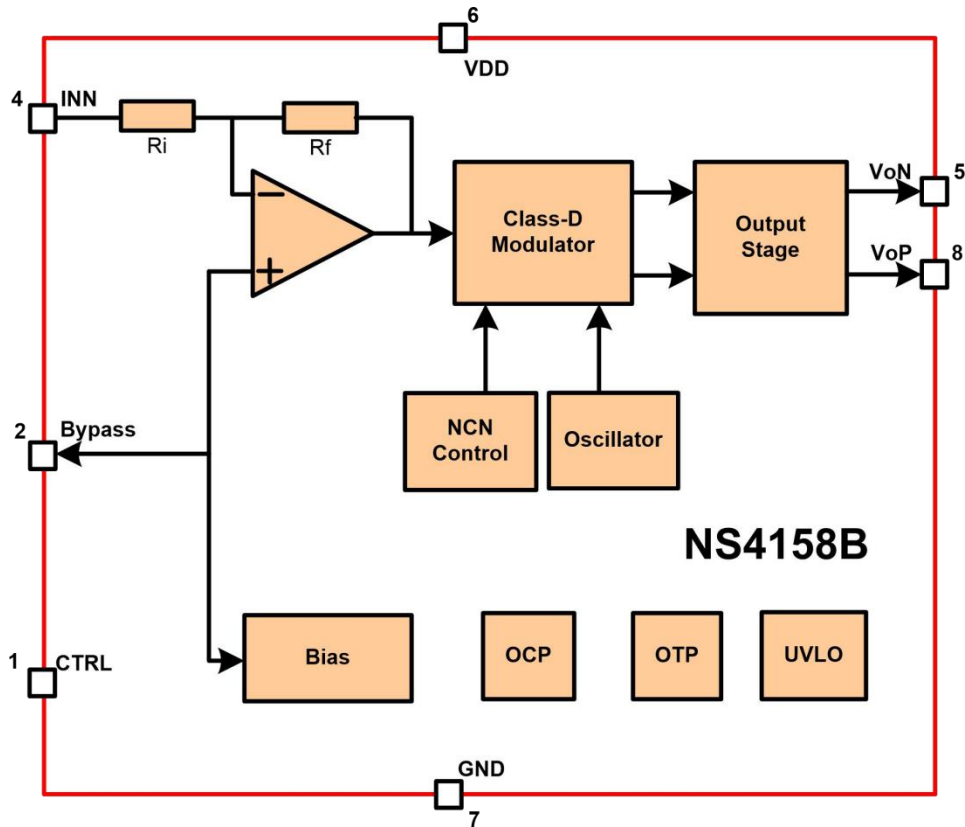 6
VDD
4
INN
Ri
Rf
VoN
5
Class-D
Modulator
Output
Stage
VoP
8
2
Bypass
NCN
Control
Oscillator
NS4158B
1
CTRL
Bias
OCP
OTP
UVLO
GND
7